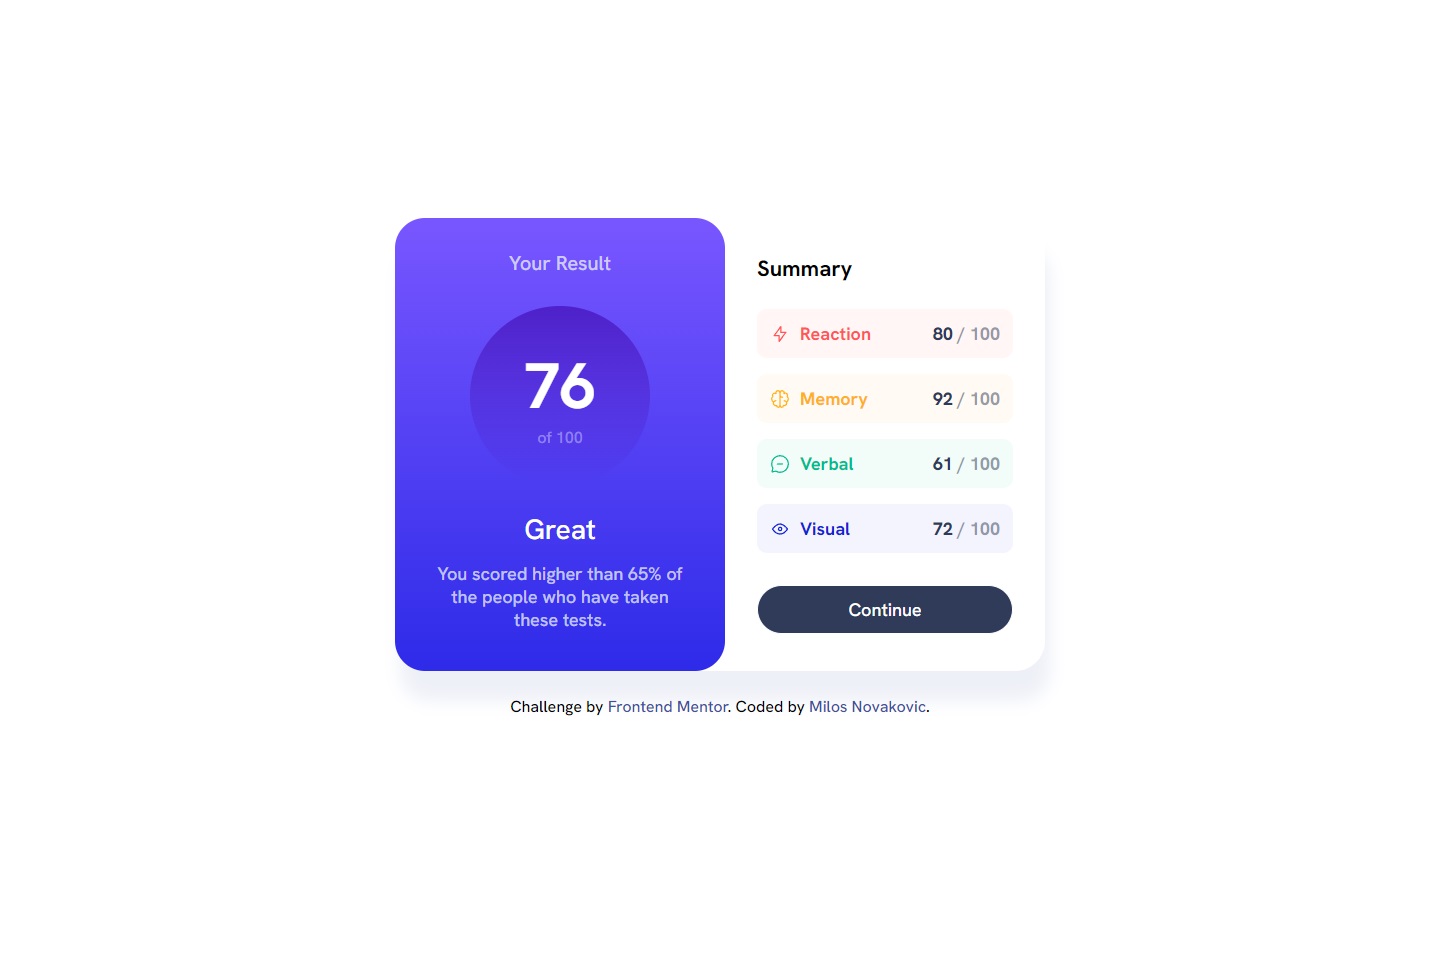 Your Result
76
of 100
Great
You scored higher than 65% of
the people who have taken
these tests.
Summary
Reaction 80 / 100
Memory 92 / 100
Verbal 61 / 100
Visual 72 / 100
Continue
Challenge by Frontend Mentor. Coded by Milos Novakovic.